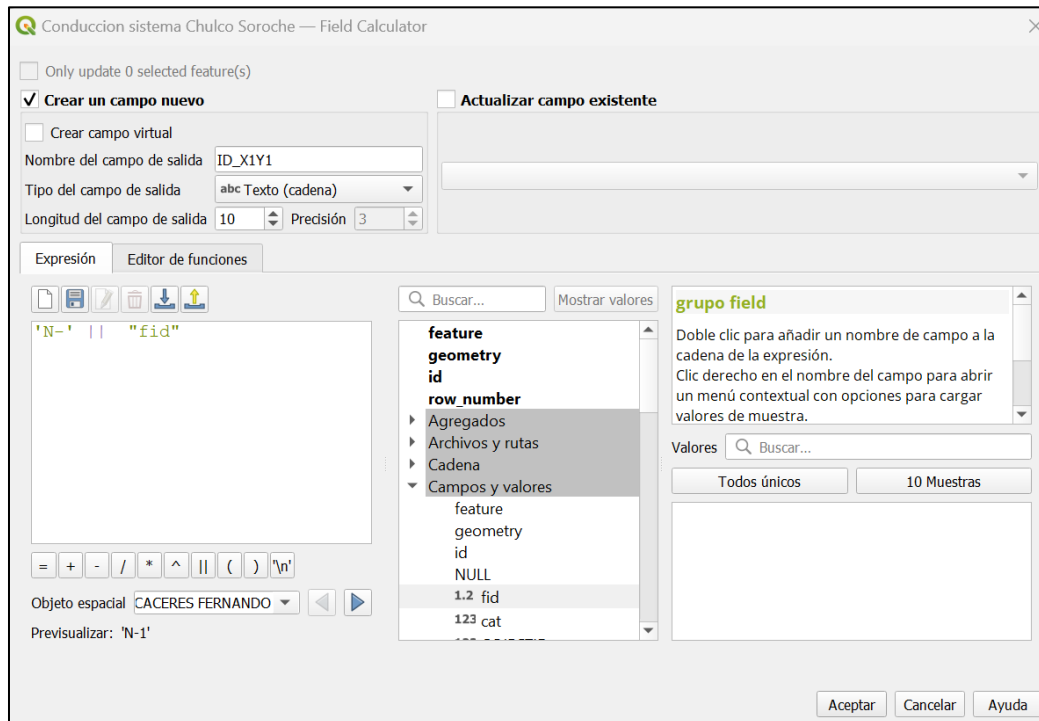 Conduccion sistema Chulco Soroche — Field Calculator
Only update 0 selected feature(s)
Crear un campo nuevo
Actualizar campo existente
Crear campo virtual
Nombre del campo de salida ID_X1Y1
Tipo del campo de salida abc Texto (cadena)
Longitud del campo de salida 10 Precisión 3
Expresión Editor de funciones
'N-' || "fid"
= + - / * ^ || ( ) '\n'
Objeto espacial CACERES FERNANDO
Previsualizar: 'N-1'
Buscar... Mostrar valores
feature
geometry
id
row_number
Agregados
Archivos y rutas
Cadena
Campos y valores
feature
geometry
id
NULL
1.2 fid
123 cat
grupo field
Doble clic para añadir un nombre de campo a la
cadena de la expresión.
Clic derecho en el nombre del campo para abrir
un menú contextual con opciones para cargar
valores de muestra.
Valores Buscar...
Todos únicos 10 Muestras
Aceptar Cancelar Ayuda